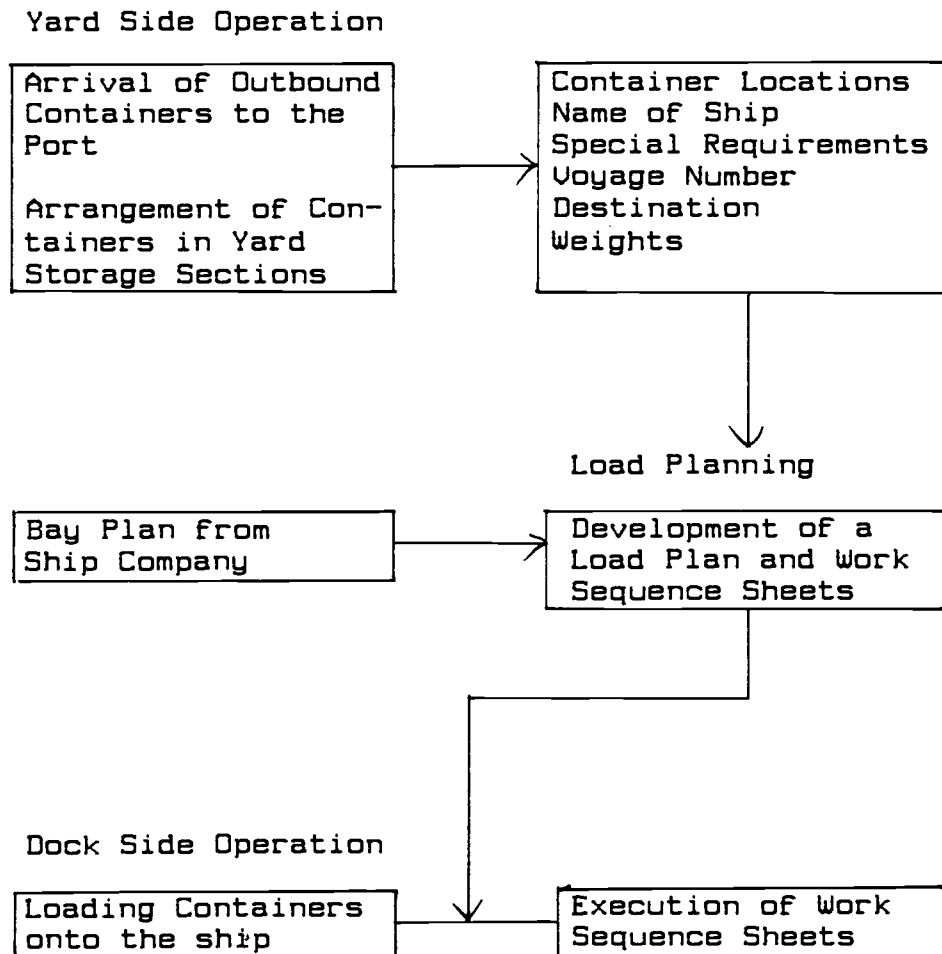 Yard Side Operation
Arrival of Outbound
Containers to the
Port
Arrangement of Con-
tainers in Yard
Storage Sections
Container Locations
Name of Ship
Special Requirements
Voyage Number
Destination
Weights
Load Planning
Bay Plan from
Ship Company
Development of a
Load Plan and Work
Sequence Sheets
Dock Side Operation
Loading Containers
onto the ship
Execution of Work
Sequence Sheets